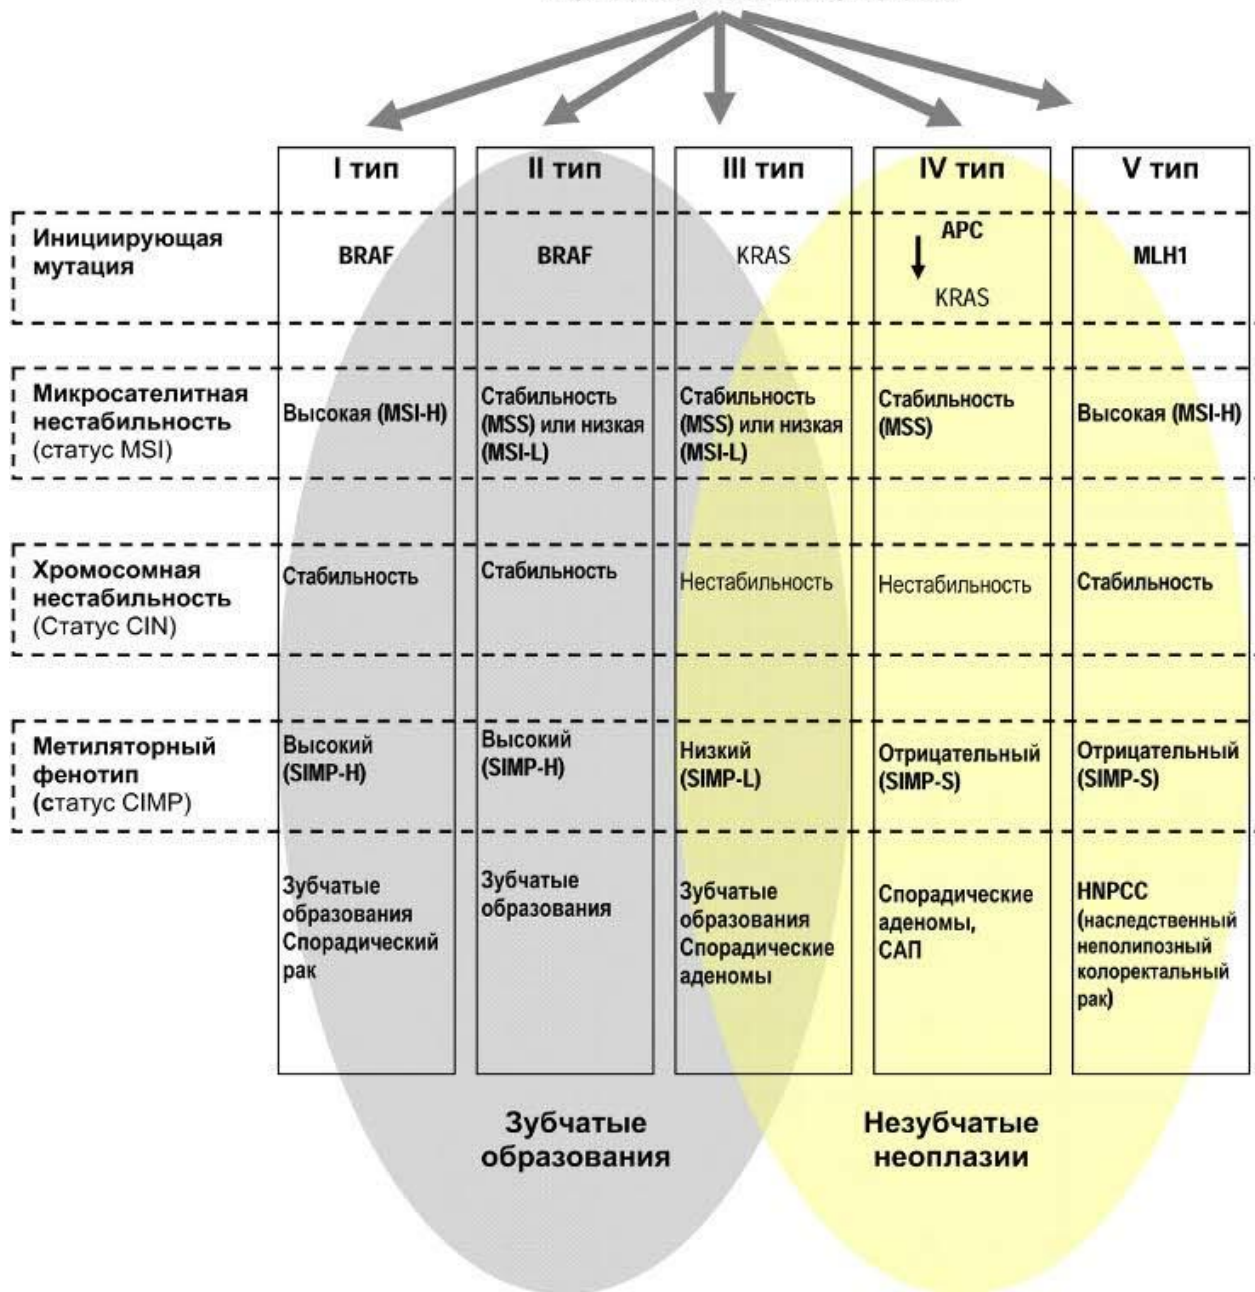 I тип
II тип
III тип
IV тип
V тип
Инициирующая
мутация
BRAF
BRAF
KRAS
APC
KRAS
MLH1
Микросателитная
нестабильность
(статус MSI)
Высокая (MSI-H)
Стабильность
(MSS) или низкая
(MSI-L)
Стабильность
(MSS) или низкая
(MSI-L)
Стабильность
(MSS)
Высокая (MSI-H)
Хромосомная
нестабильность
(Статус CIN)
Стабильность
Стабильность
Нестабильность
Нестабильность
Стабильность
Метиляторный
фенотип
(статус CIMP)
Высокий
(SIMP-H)
Высокий
(SIMP-H)
Низкий
(SIMP-L)
Отрицательный
(SIMP-S)
Отрицательный
(SIMP-S)
Зубчатые
образования
Спорадический
рак
Зубчатые
образования
Зубчатые
образования
Спорадические
аденомы
Спорадические
аденомы,
САП
HNPCC
(наследственный
неполипозный
колоректальный
рак)
Зубчатые
образования
Незубчатые
неоплазии